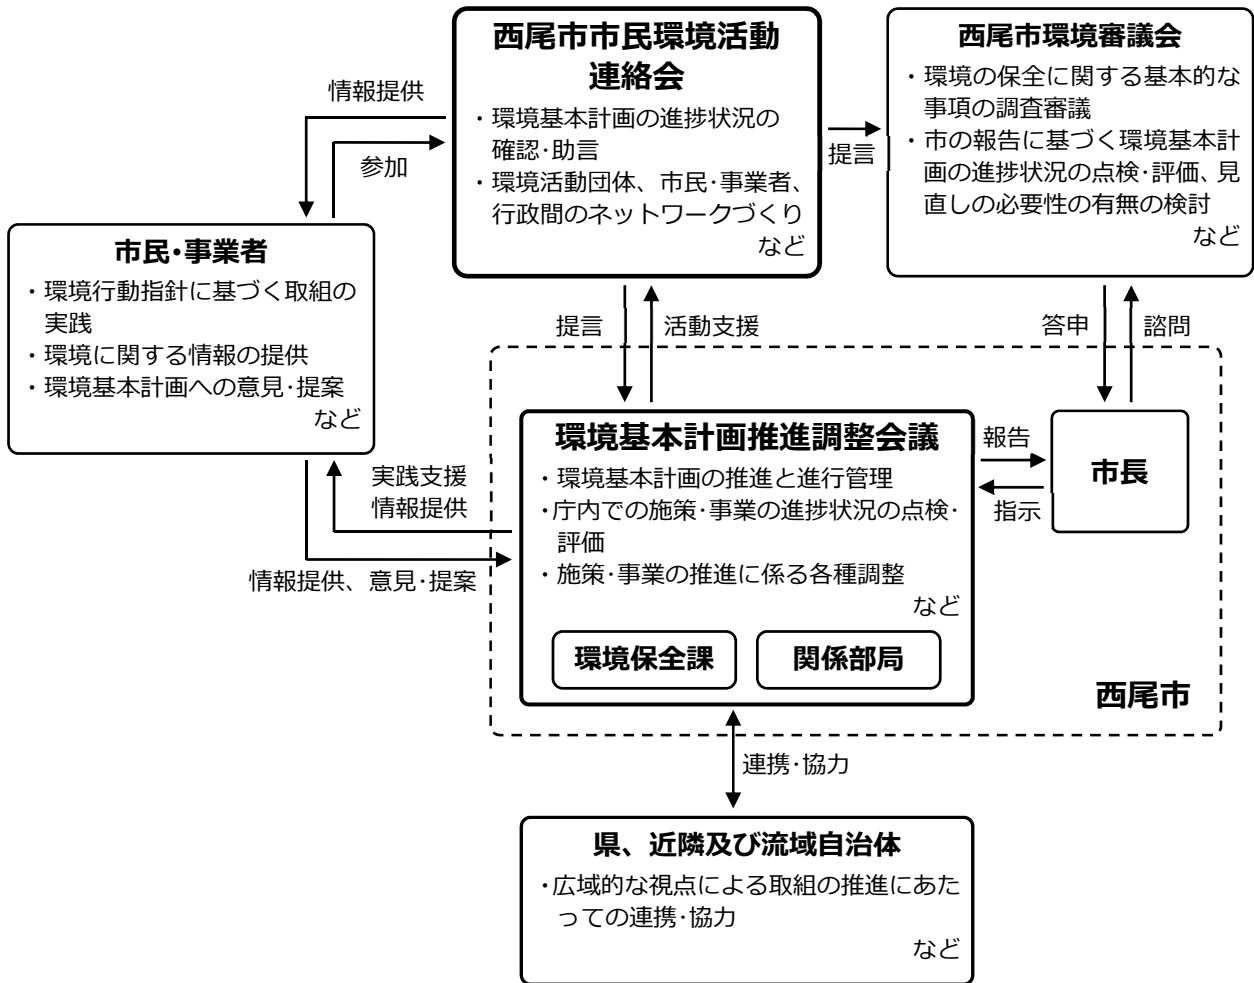 西尾市市民環境活動
連絡会
・環境基本計画の進捗状況の
確認・助言
・環境活動団体、市民・事業者、
行政間のネットワークづくり
など
西尾市環境審議会
・環境の保全に関する基本的な
事項の調査審議
・市の報告に基づく環境基本計
画の進捗状況の点検・評価、見
直しの必要性の有無の検討
など
情報提供
参加
提言
市民・事業者
・環境行動指針に基づく取組の
実践
・環境に関する情報の提供
・環境基本計画への意見・提案
など
提言
活動支援
答申
諮問
環境基本計画推進調整会議
・環境基本計画の推進と進行管理
・庁内での施策・事業の進捗状況の点検・
評価
・施策・事業の推進に係る各種調整
など
環境保全課
関係部局
報告
指示
市長
実践支援
情報提供
情報提供、意見・提案
西尾市
連携・協力
県、近隣及び流域自治体
・広域的な視点による取組の推進にあた
っての連携・協力
など